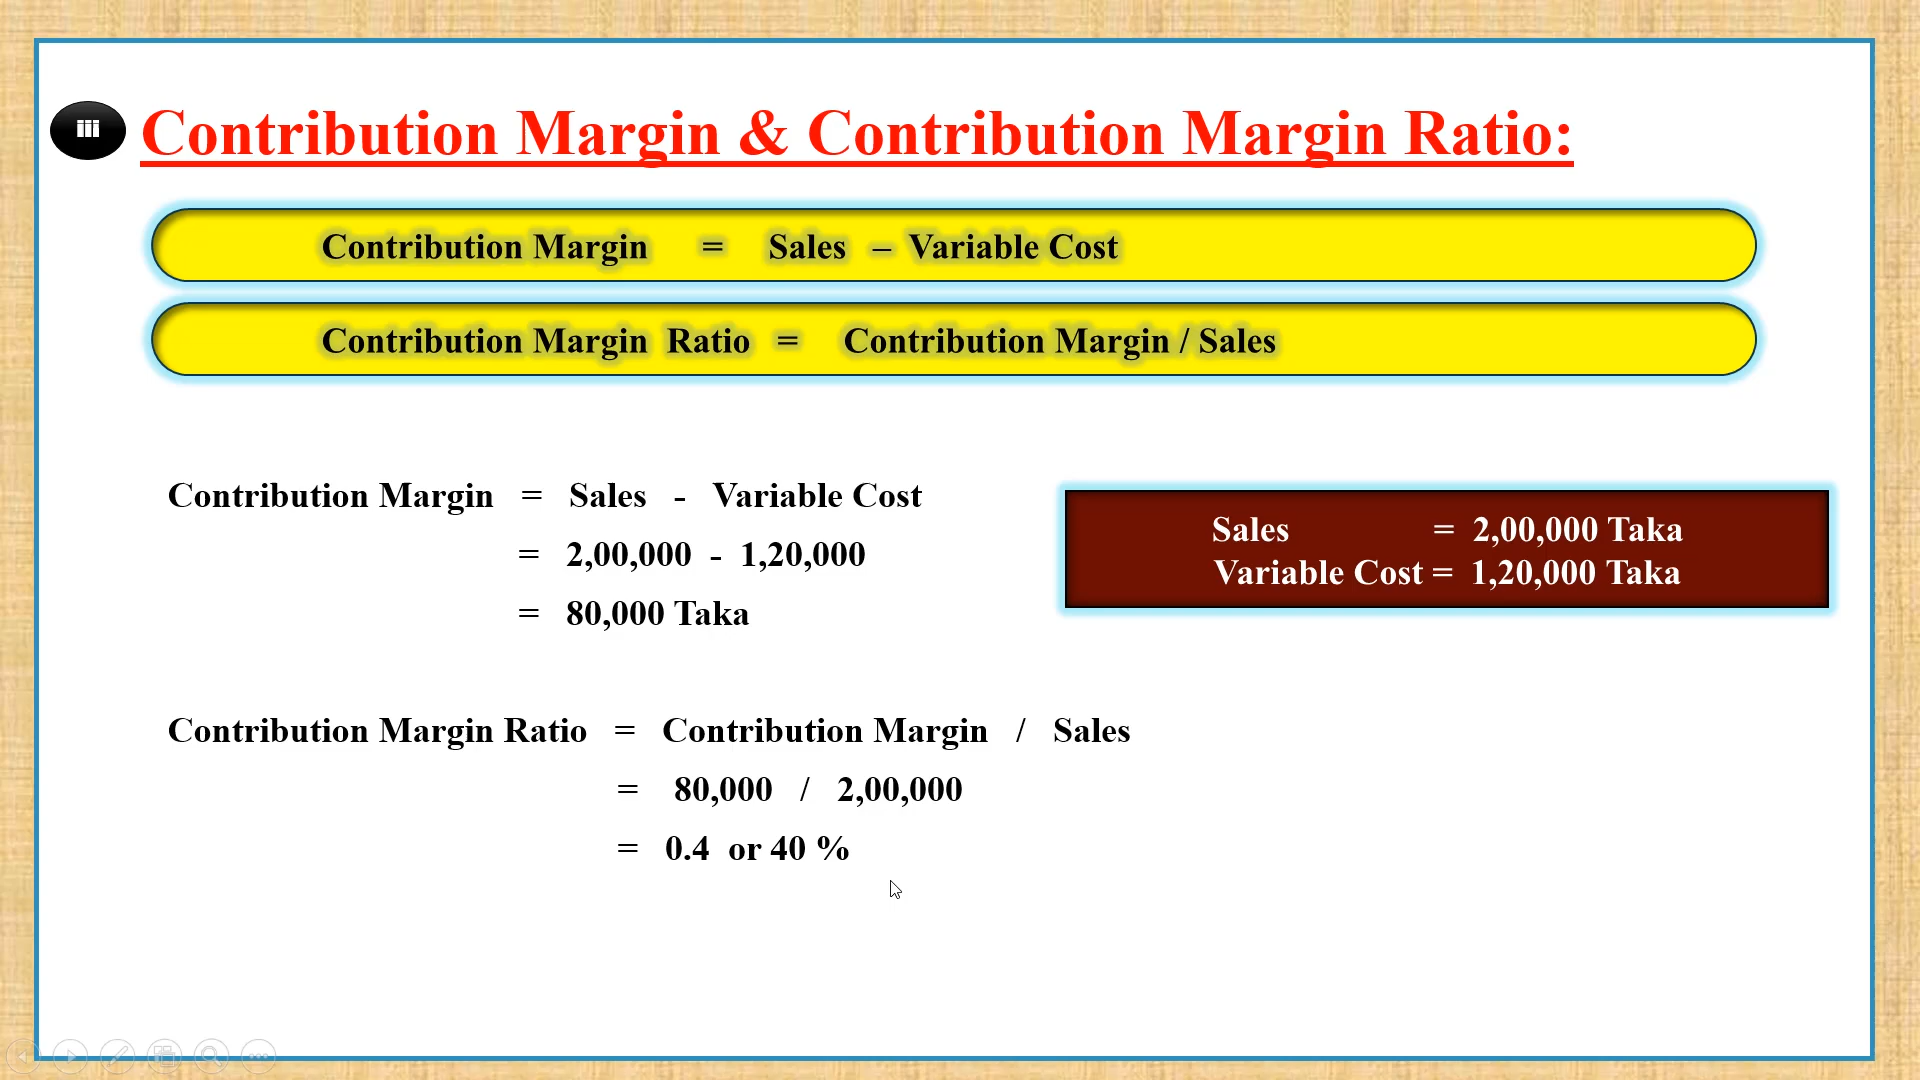 iii
Contribution Margin & Contribution Margin Ratio:
Contribution Margin = Sales – Variable Cost
Contribution Margin Ratio = Contribution Margin / Sales
Contribution Margin = Sales - Variable Cost
= 2,00,000 - 1,20,000
= 80,000 Taka
Sales = 2,00,000 Taka
Variable Cost = 1,20,000 Taka
Contribution Margin Ratio = Contribution Margin / Sales
= 80,000 / 2,00,000
= 0.4 or 40 %